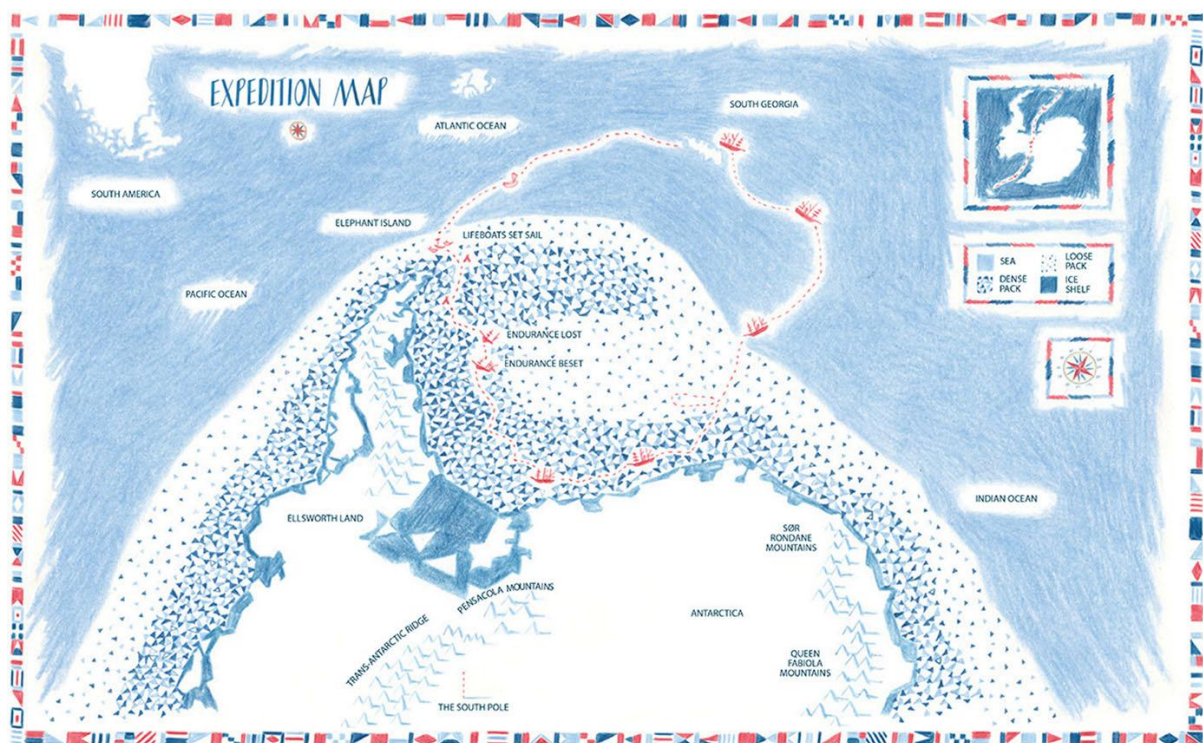 EXPEDITION MAP
SOUTH GEORGIA
ATLANTIC OCEAN
SOUTH AMERICA
ELEPHANT ISLAND
LIFEBOATS SET SAIL
SEA
LOOSE
PACK
DENSE
PACK
ICE
SHELF
PACIFIC OCEAN
ENDURANCE LOST
ENDURANCE BESET
INDIAN OCEAN
ELLSWORTH LAND
SØR
RONDANE
MOUNTAINS
PENSACOLA MOUNTAINS
TRANS-ANTARCTIC RIDGE
ANTARCTICA
QUEEN
FABIOLA
MOUNTAINS
THE SOUTH POLE